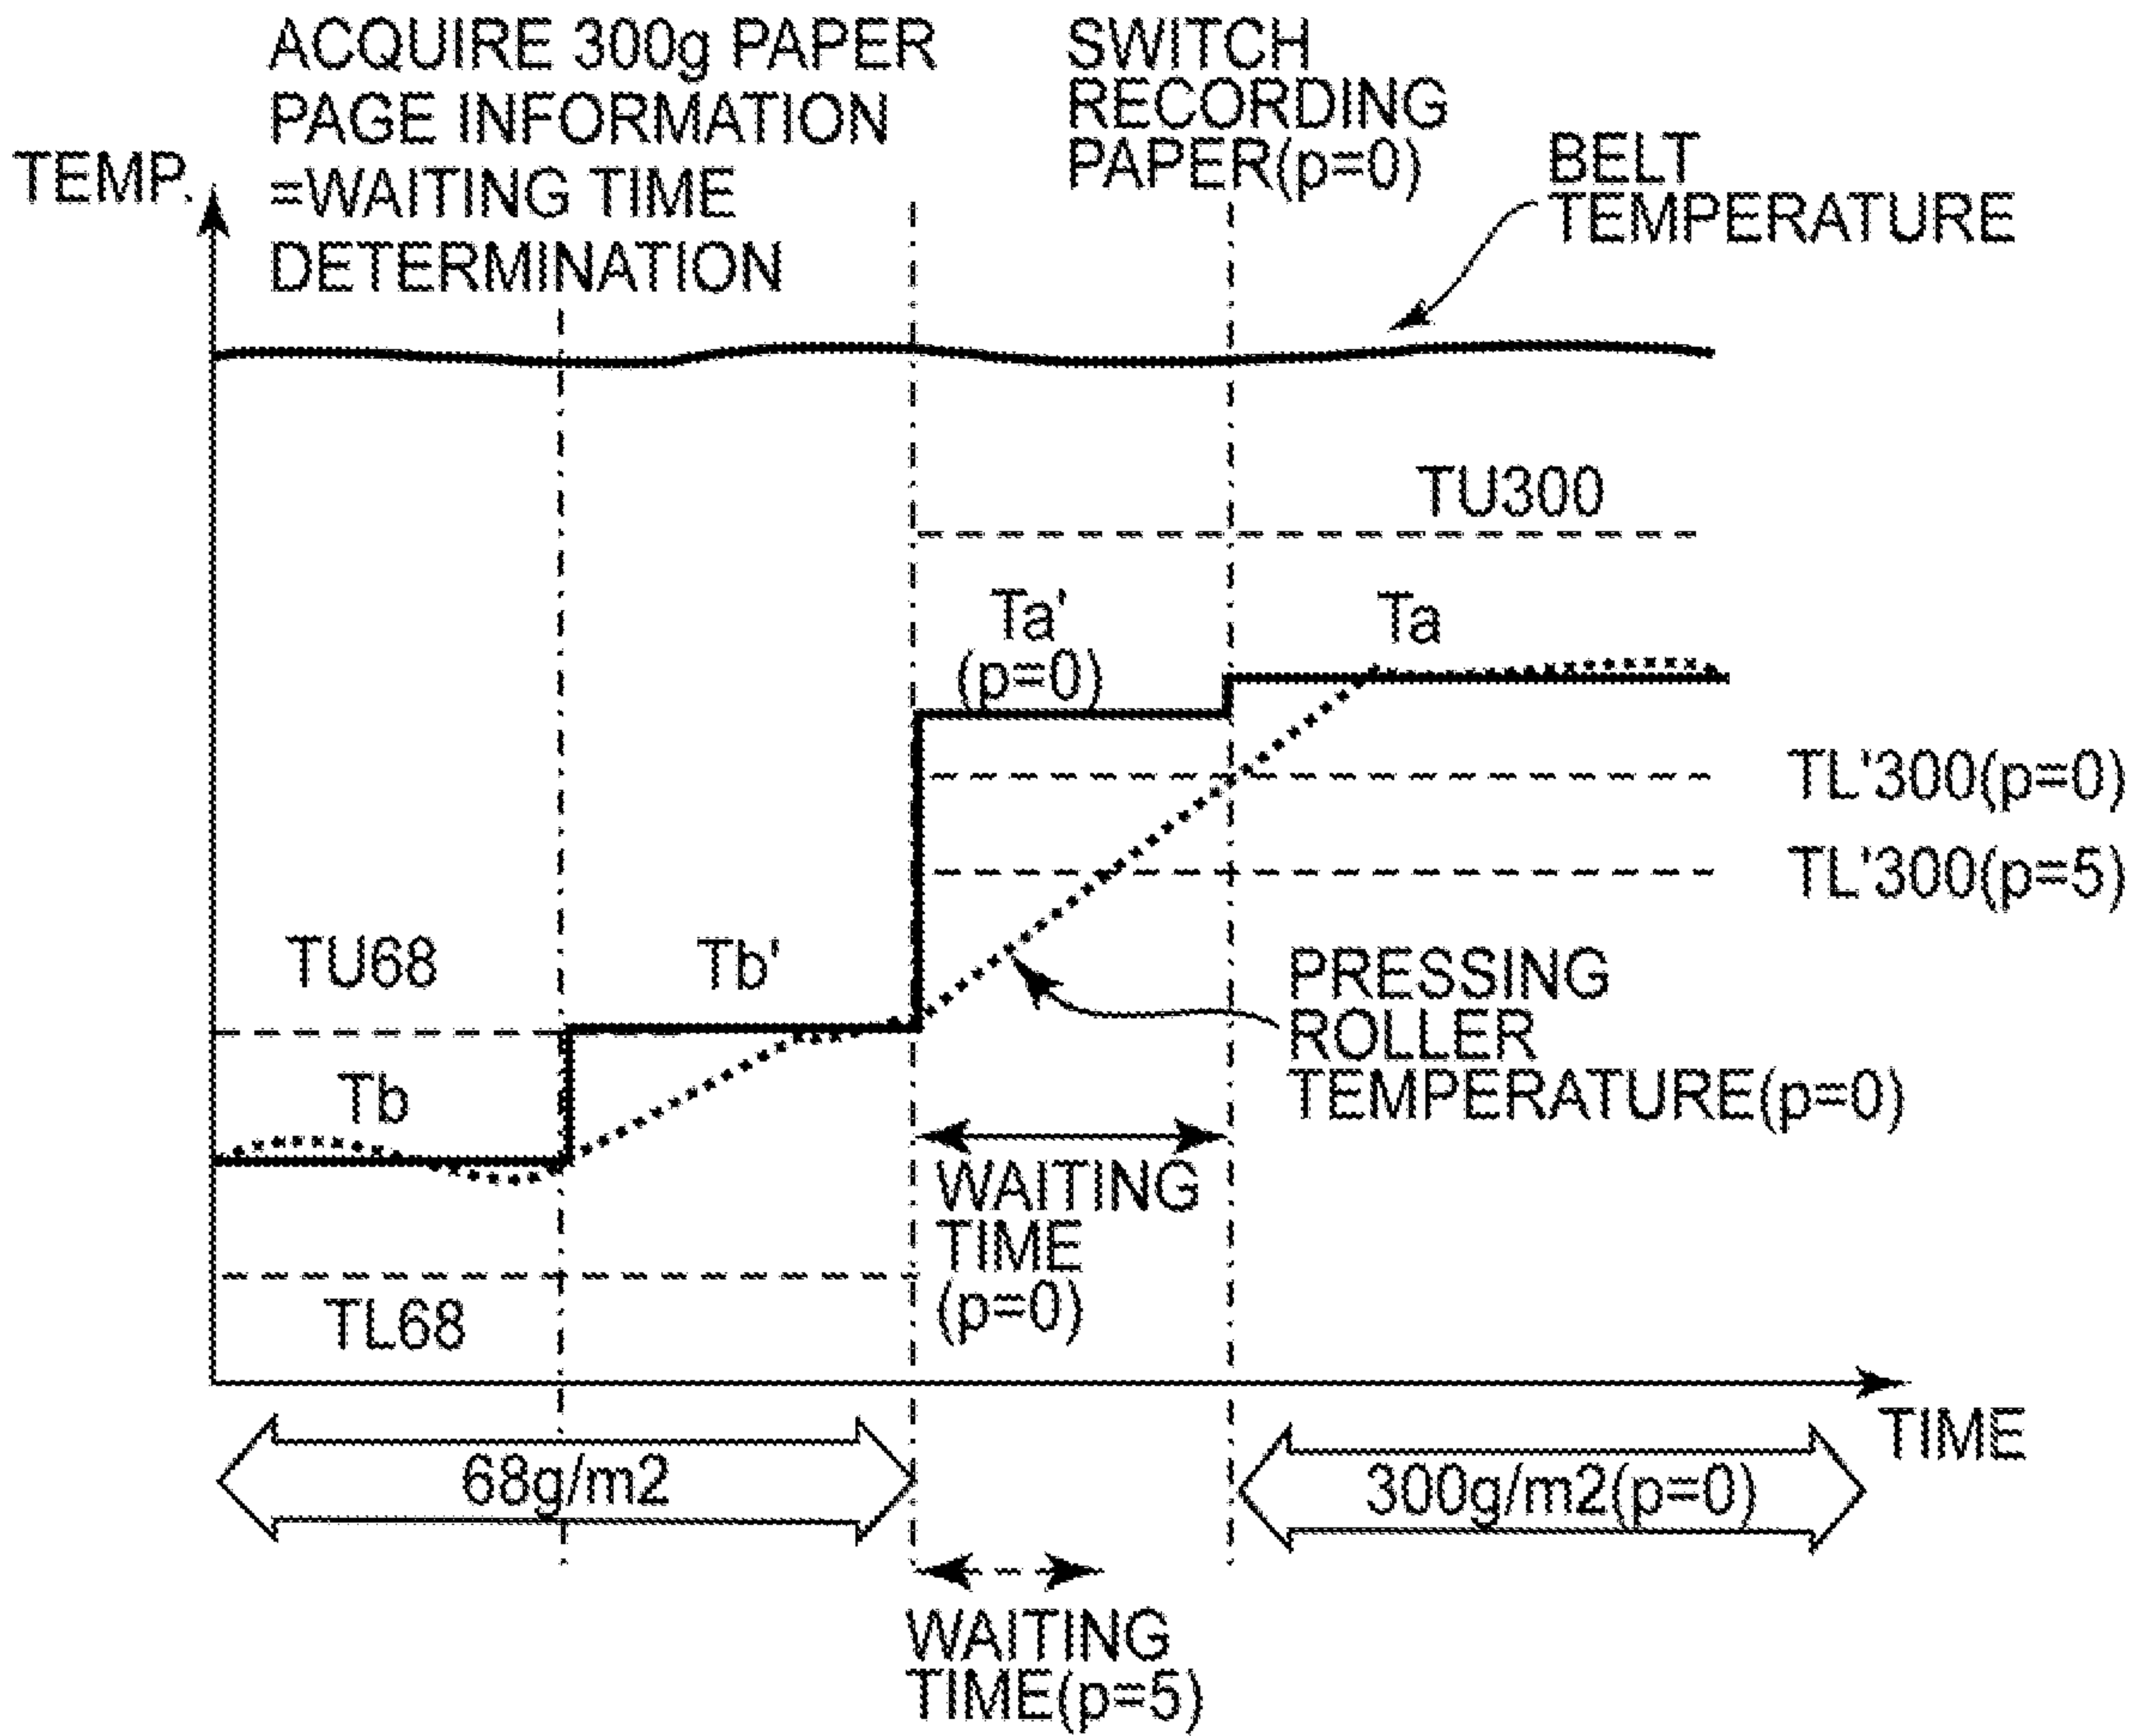 ACQUIRE 300g PAPER
PAGE INFORMATION
=WAITING TIME
DETERMINATION
SWITCH
RECORDING
PAPER(p=0)
BELT
TEMPERATURE
TEMP.
TU300
Ta'
(p=0)
Ta
TL'300(p=0)
TL'300(p=5)
TU68
Tb'
PRESSING
ROLLER
TEMPERATURE(p=0)
Tb
WAITING
TIME
(p=0)
TL68
TIME
68g/m2
300g/m2(p=0)
WAITING
TIME(p=5)